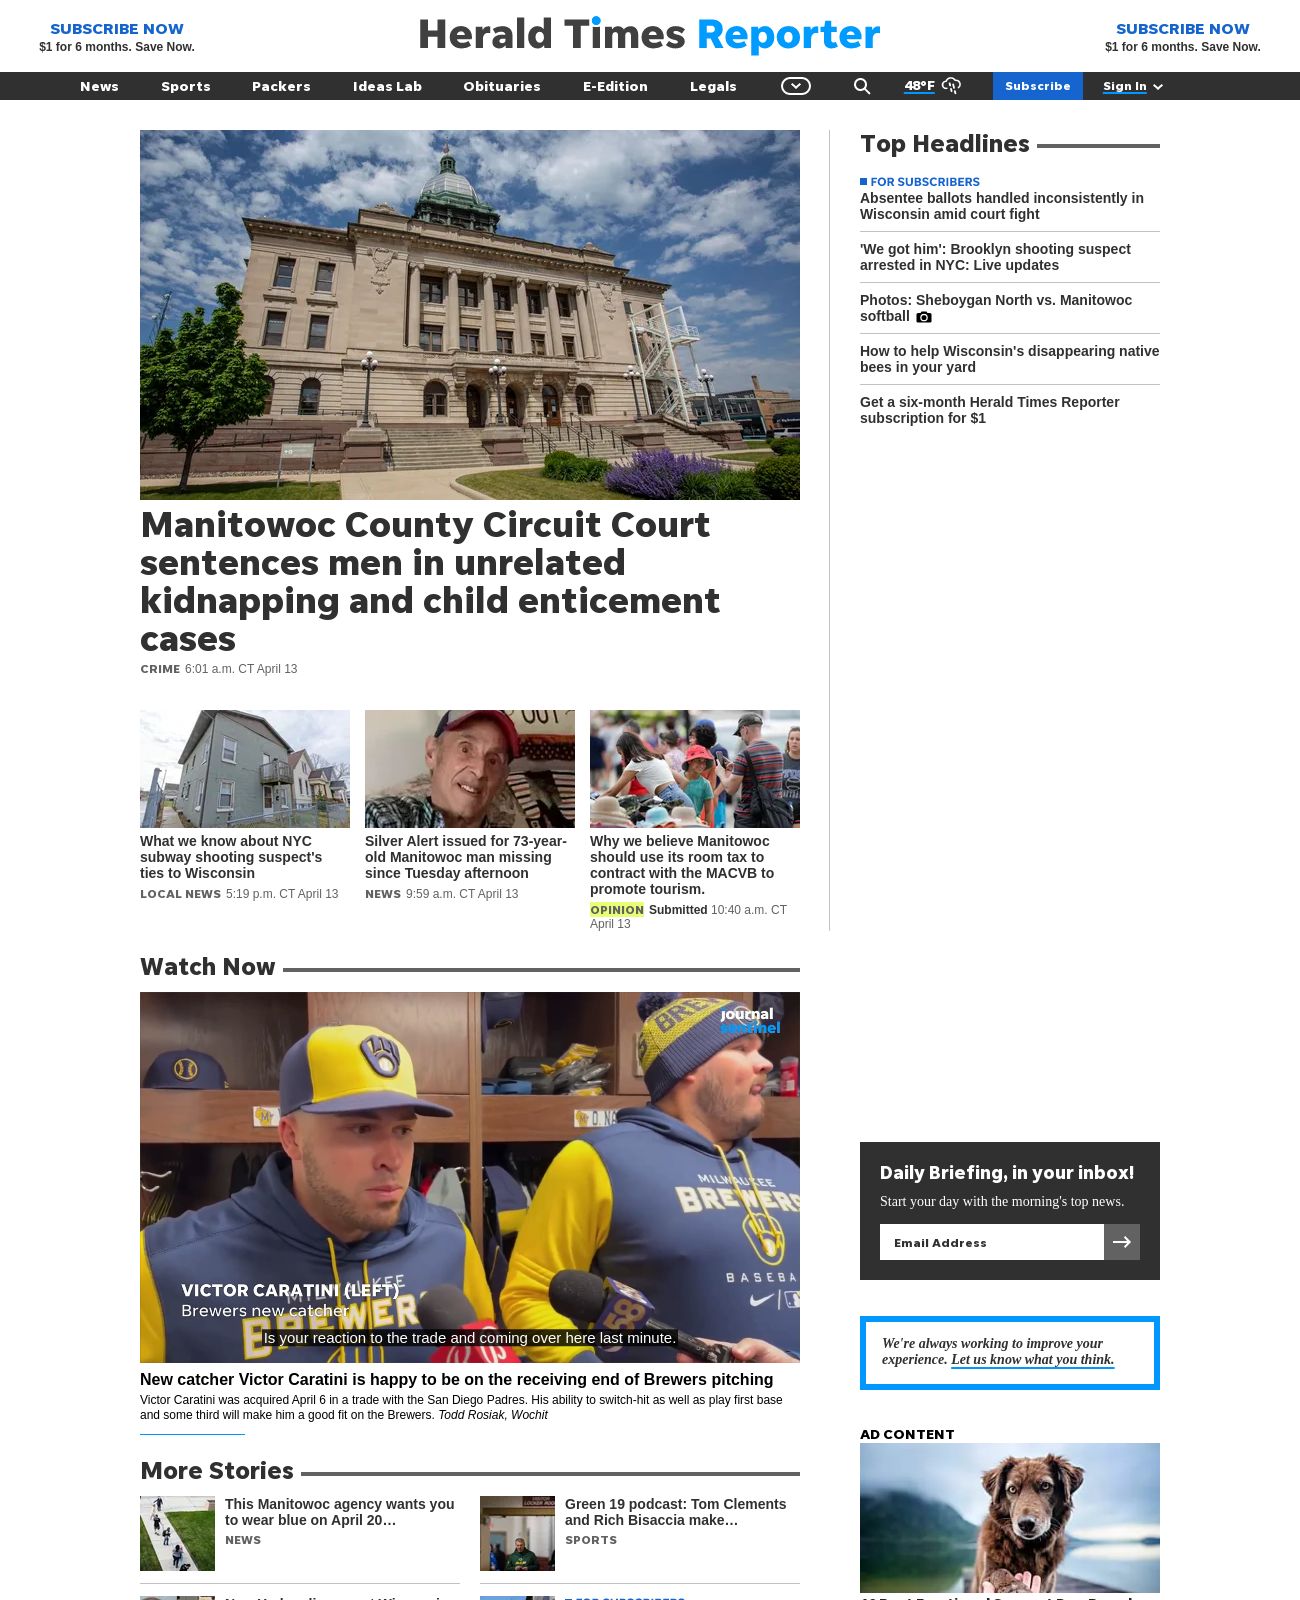 SUBSCRIBE NOW
$1 for 6 months. Save Now.
Herald Times Reporter
SUBSCRIBE NOW
$1 for 6 months. Save Now.
News Sports Packers Ideas Lab Obituaries E-Edition Legals 48°F Subscribe Sign In
Manitowoc County Circuit Court
sentences men in unrelated
kidnapping and child enticement
cases
CRIME 6:01 a.m. CT April 13
What we know about NYC
subway shooting suspect's
ties to Wisconsin
LOCAL NEWS 5:19 p.m. CT April 13
Silver Alert issued for 73-year-
old Manitowoc man missing
since Tuesday afternoon
NEWS 9:59 a.m. CT April 13
Why we believe Manitowoc
should use its room tax to
contract with the MACVB to
promote tourism.
OPINION Submitted 10:40 a.m. CT
April 13
Top Headlines
FOR SUBSCRIBERS
Absentee ballots handled inconsistently in
Wisconsin amid court fight
'We got him': Brooklyn shooting suspect
arrested in NYC: Live updates
Photos: Sheboygan North vs. Manitowoc
softball
How to help Wisconsin's disappearing native
bees in your yard
Get a six-month Herald Times Reporter
subscription for $1
Watch Now
journal
sentinel
BREW
MILWAUKEE
BREWERS
BASEBA
58
VICTOR CARATINI (LEFT)
Brewers new catcher
Is your reaction to the trade and coming over here last minute.
New catcher Victor Caratini is happy to be on the receiving end of Brewers pitching
Victor Caratini was acquired April 6 in a trade with the San Diego Padres. His ability to switch-hit as well as play first base
and some third will make him a good fit on the Brewers. Todd Rosiak, Wochit
More Stories
This Manitowoc agency wants you
to wear blue on April 20…
NEWS
Green 19 podcast: Tom Clements
and Rich Bisaccia make…
SPORTS
Daily Briefing, in your inbox!
Start your day with the morning's top news.
Email Address
We're always working to improve your
experience. Let us know what you think.
AD CONTENT